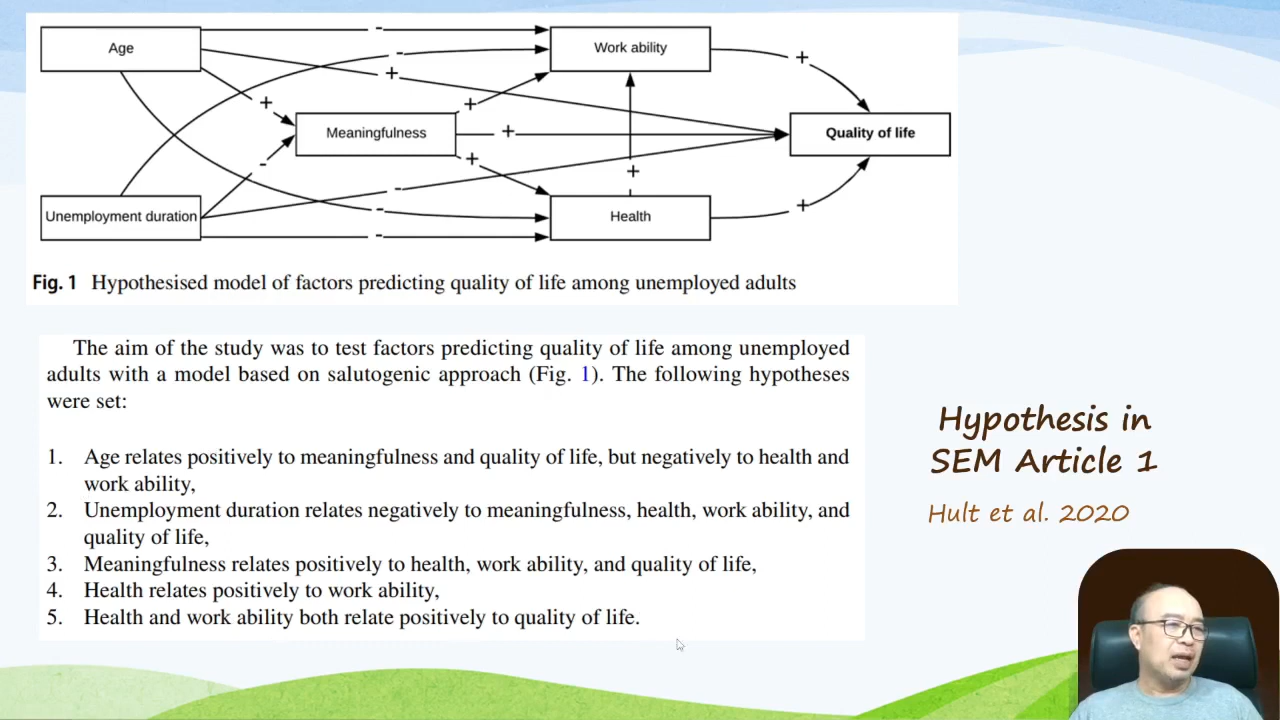 Age
Work ability
Meaningfulness
Quality of life
Unemployment duration
Health
-
-
+
+
+
+
+
-
+
+
-
-
-
+
Fig. 1 Hypothesised model of factors predicting quality of life among unemployed adults
The aim of the study was to test factors predicting quality of life among unemployed
adults with a model based on salutogenic approach (Fig. 1). The following hypotheses
were set:
1. Age relates positively to meaningfulness and quality of life, but negatively to health and
work ability,
2. Unemployment duration relates negatively to meaningfulness, health, work ability, and
quality of life,
3. Meaningfulness relates positively to health, work ability, and quality of life,
4. Health relates positively to work ability,
5. Health and work ability both relate positively to quality of life.
Hypothesis in
SEM Article 1
Hult et al. 2020